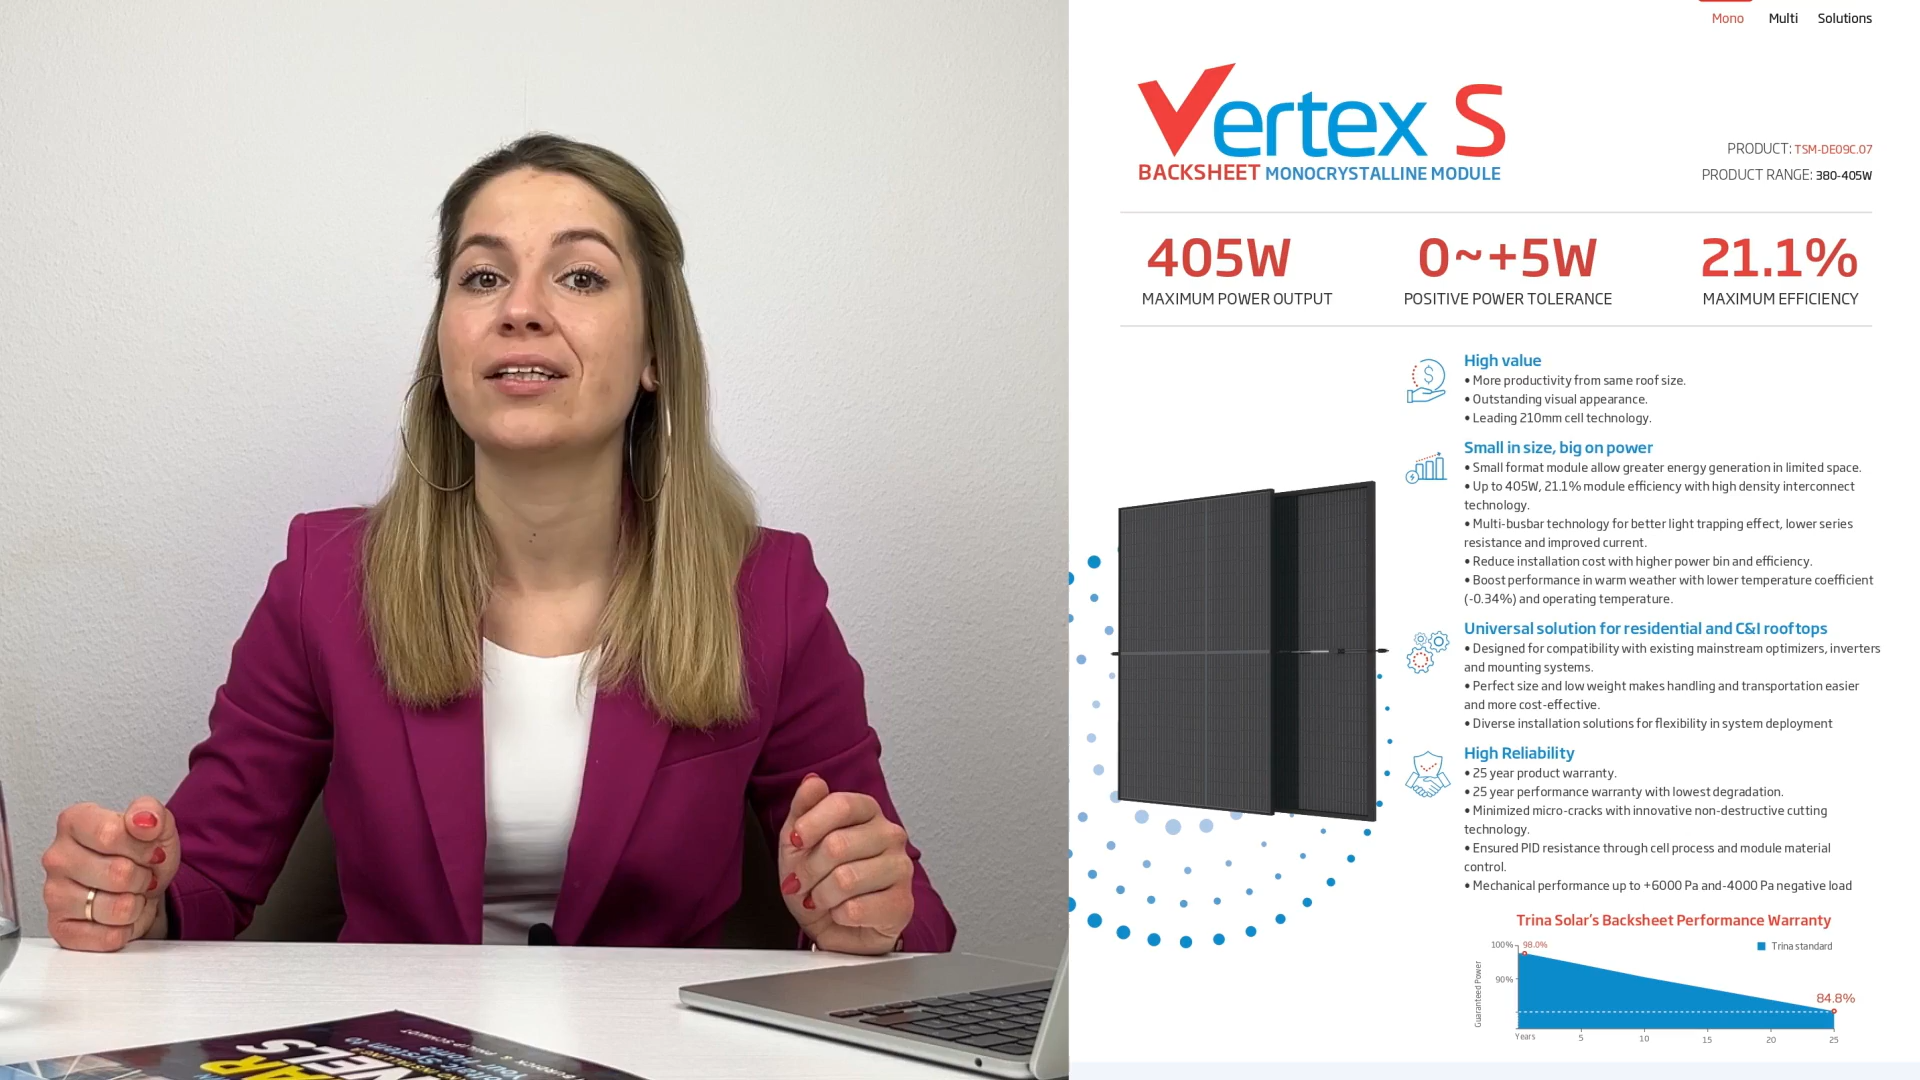 Mono Multi Solutions
Vertex S
BACKSHEET MONOCRYSTALLINE MODULE
PRODUCT: TSM-DE09C.07
PRODUCT RANGE: 380-405W
405W
MAXIMUM POWER OUTPUT
0~+5W
POSITIVE POWER TOLERANCE
21.1%
MAXIMUM EFFICIENCY
High value
• More productivity from same roof size.
• Outstanding visual appearance.
• Leading 210mm cell technology.
Small in size, big on power
• Small format module allow greater energy generation in limited space.
• Up to 405W, 21.1% module efficiency with high density interconnect
technology.
• Multi-busbar technology for better light trapping effect, lower series
resistance and improved current.
• Reduce installation cost with higher power bin and efficiency.
• Boost performance in warm weather with lower temperature coefficient
(-0.34%) and operating temperature.
Universal solution for residential and C&I rooftops
• Designed for compatibility with existing mainstream optimizers, inverters
and mounting systems.
• Perfect size and low weight makes handling and transportation easier
and more cost-effective.
• Diverse installation solutions for flexibility in system deployment
High Reliability
• 25 year product warranty.
• 25 year performance warranty with lowest degradation.
• Minimized micro-cracks with innovative non-destructive cutting
technology.
• Ensured PID resistance through cell process and module material
control.
• Mechanical performance up to +6000 Pa and-4000 Pa negative load
Trina Solar's Backsheet Performance Warranty
Trina standard
Guaranteed Power
100%
98.0%
90%
84.8%
Years 5 10 15 20 25
Your Home